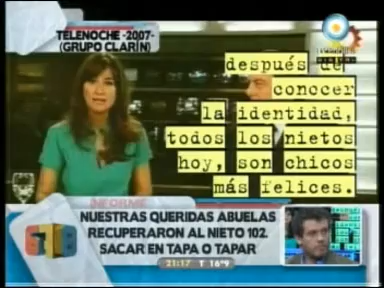 TELENOCHE -2007-
(GRUPO CLARÍN)
después de
conocer
la identidad,
todos los nietos
hoy, son chicos
más felices.
INFORME
678
NUESTRAS QUERIDAS ABUELAS
RECUPERARON AL NIETO 102.
SACAR EN TAPA O TAPAR
21:17 T 16°9